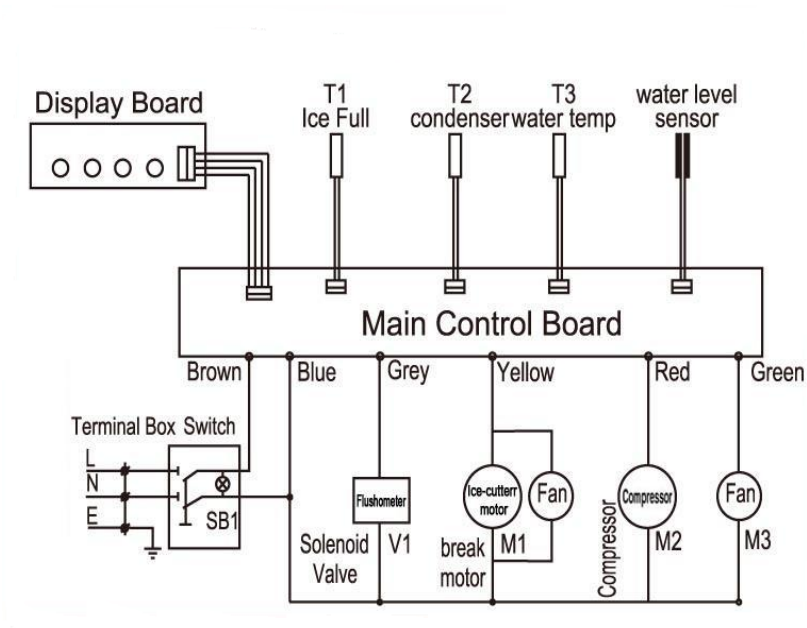 Display Board
T1
Ice Full
T2
condenser
T3
water temp
water level
sensor
Main Control Board
Brown
Blue
Grey
Yellow
Red
Green
Terminal Box Switch
L
N
E
SB1
Flushometer
Solenoid
Valve
V1
Ice-cutterr
motor
Fan
break
motor
M1
Compressor
Compressor
M2
Fan
M3